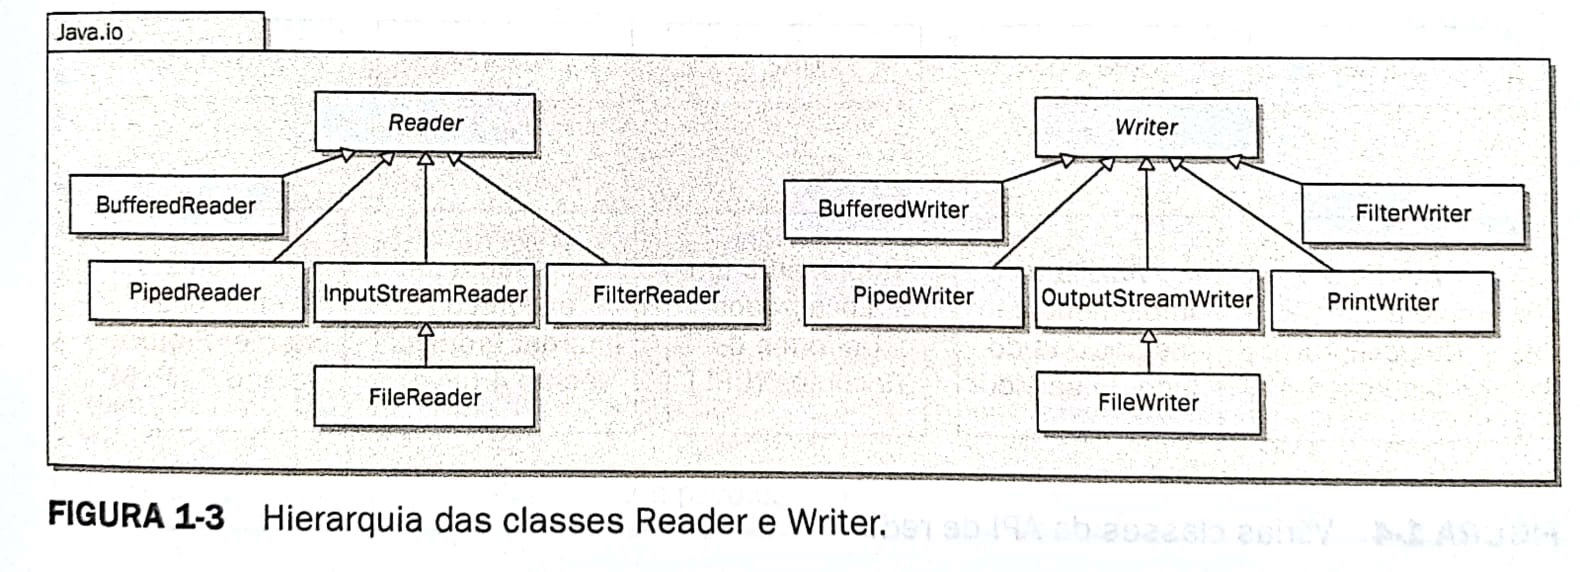 Java.io
Reader
Writer
BufferedReader
BufferedWriter
FilterWriter
PipedReader
InputStreamReader
FilterReader
PipedWriter
OutputStreamWriter
PrintWriter
FileReader
FileWriter
FIGURA 1-3 Hierarquia das classes Reader e Writer.